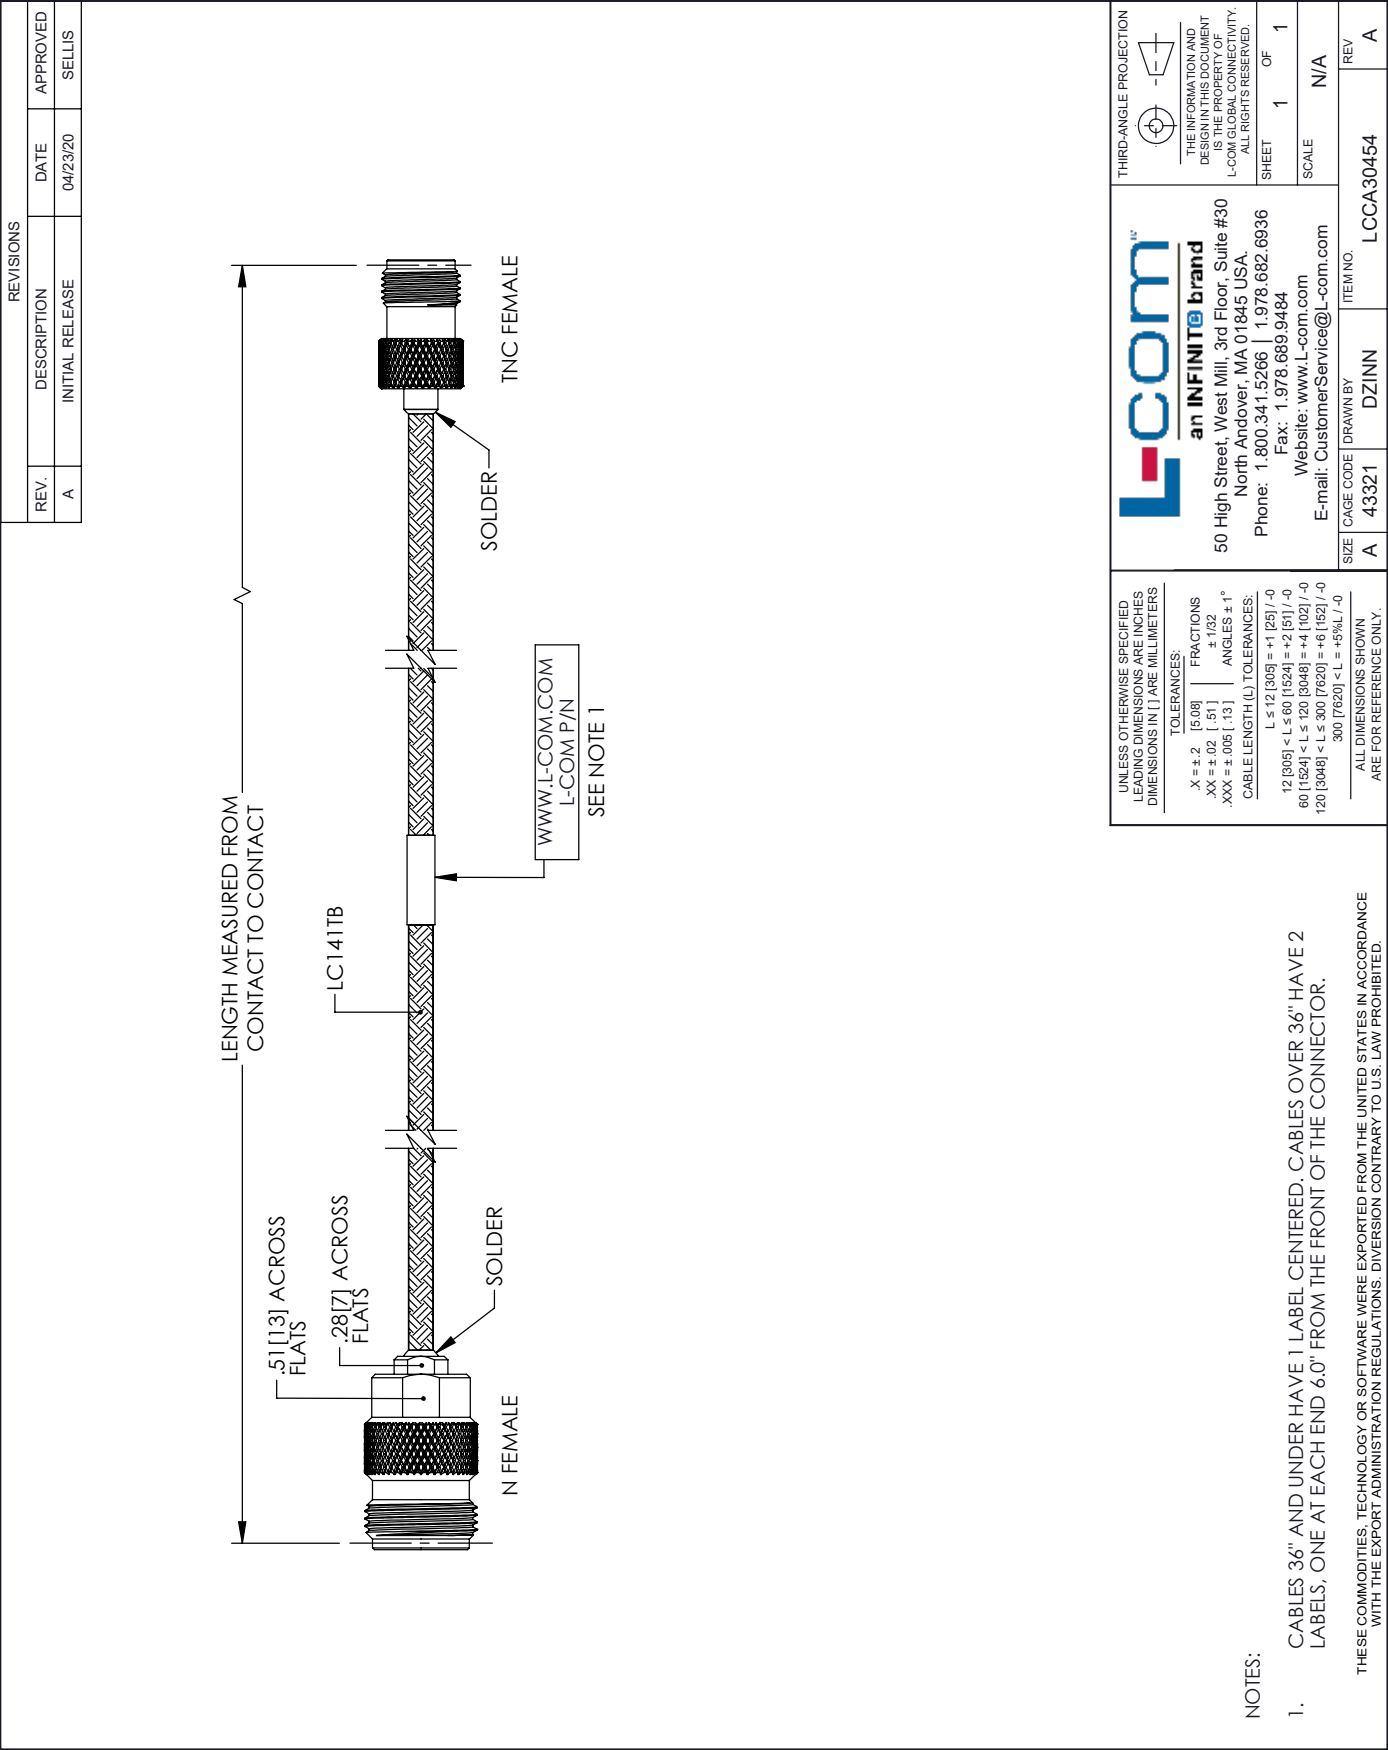 REVISIONS
REV. DESCRIPTION DATE APPROVED
A INITIAL RELEASE 04/23/20 SELLIS
LENGTH MEASURED FROM
CONTACT TO CONTACT
.51[13] ACROSS
FLATS
.28[7] ACROSS
FLATS
LC141TB
SOLDER
SOLDER
N FEMALE
TNC FEMALE
WWW.L-COM.COM
L-COM P/N
SEE NOTE 1
NOTES:
1. CABLES 36" AND UNDER HAVE 1 LABEL CENTERED. CABLES OVER 36" HAVE 2
LABELS, ONE AT EACH END 6.0" FROM THE FRONT OF THE CONNECTOR.
THESE COMMODITIES, TECHNOLOGY OR SOFTWARE WERE EXPORTED FROM THE UNITED STATES IN ACCORDANCE
WITH THE EXPORT ADMINISTRATION REGULATIONS. DIVERSION CONTRARY TO U.S. LAW PROHIBITED.
UNLESS OTHERWISE SPECIFIED
LEADING DIMENSIONS ARE INCHES
DIMENSIONS IN [ ] ARE MILLIMETERS
TOLERANCES:
.X = ± .2 [5.08] FRACTIONS
.XX = ± .02 [ .51] ± 1/32
.XXX = ± .005 [ .13 ] ANGLES ± 1°
CABLE LENGTH (L) TOLERANCES:
L ≤ 12 [305] = +1 [25] / -0
12 [305] < L ≤ 60 [1524] = +2 [51] / -0
60 [1524] < L ≤ 120 [3048] = +4 [102] / -0
120 [3048] < L ≤ 300 [7620] = +6 [152] / -0
300 [7620] < L = +5%L / -0
ALL DIMENSIONS SHOWN
ARE FOR REFERENCE ONLY.
L-com
an INFINITe brand
50 High Street, West Mill, 3rd Floor, Suite #30
North Andover, MA 01845 USA.
Phone: 1.800.341.5266 | 1.978.682.6936
Fax: 1.978.689.9484
Website: www.L-com.com
E-mail: CustomerService@L-com.com
THIRD-ANGLE PROJECTION
THE INFORMATION AND
DESIGN IN THIS DOCUMENT
IS THE PROPERTY OF
L-COM GLOBAL CONNECTIVITY.
ALL RIGHTS RESERVED.
SHEET 1 OF 1
SCALE N/A
SIZE CAGE CODE DRAWN BY ITEM NO. REV
A 43321 DZINN LCCA30454 A